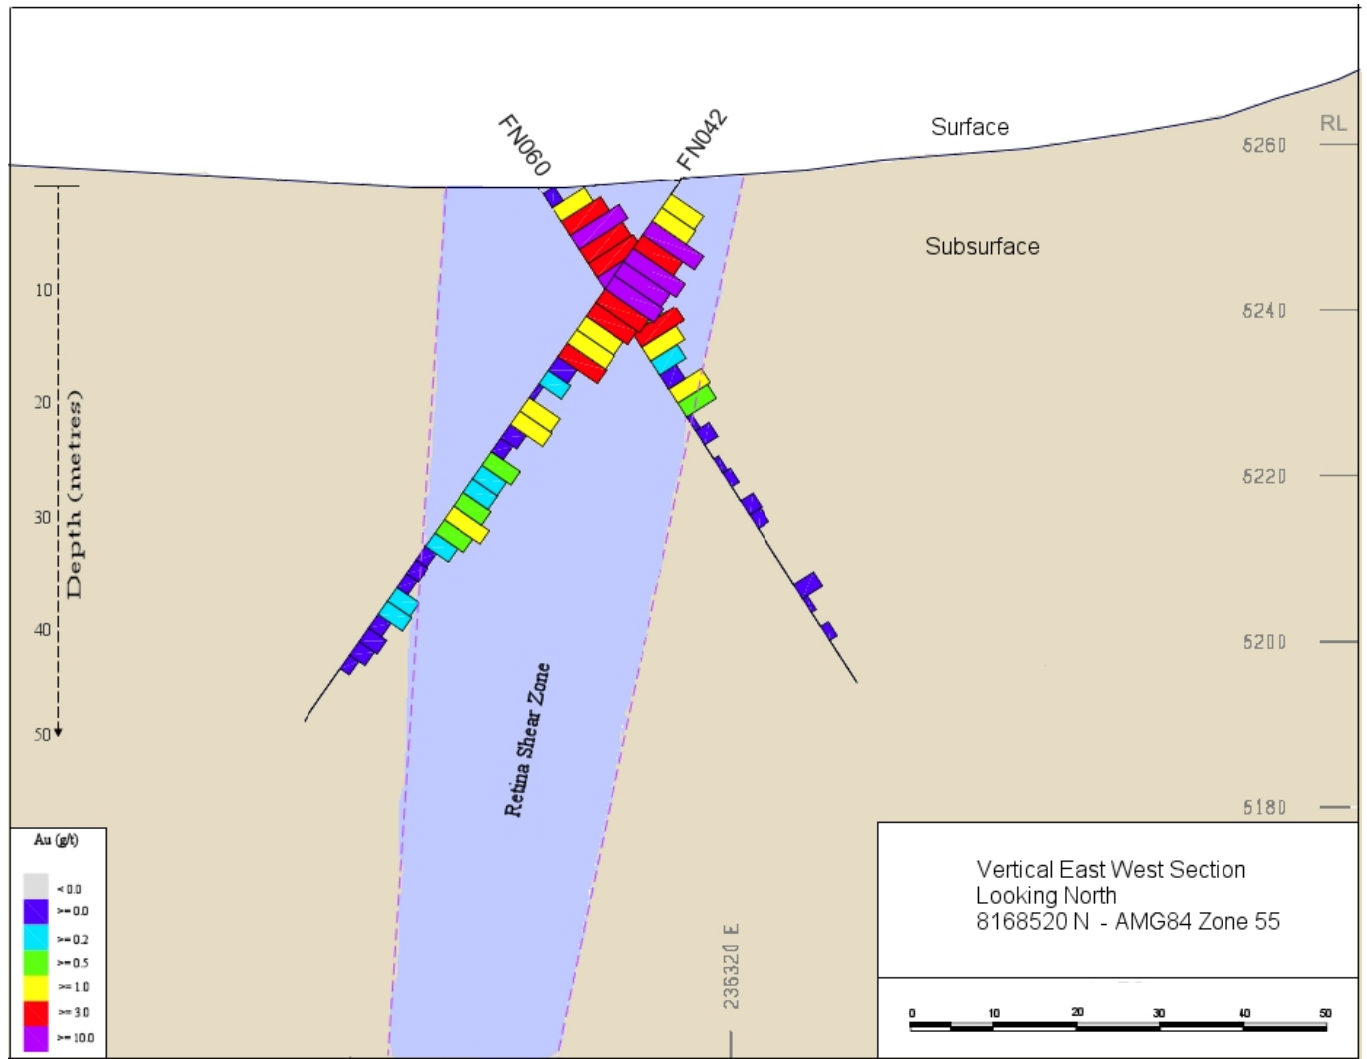 FN060
FN042
Surface
RL
5260
Subsurface
10
5240
20
Depth (metres)
5220
30
40
5200
Retina Shear Zone
50
5180
Au (g/t)
< 0.0
>= 0.0
>= 0.2
>= 0.5
>= 1.0
>= 3.0
>= 10.0
236320 E
Vertical East West Section
Looking North
8168520 N - AMG84 Zone 55
0 10 20 30 40 50